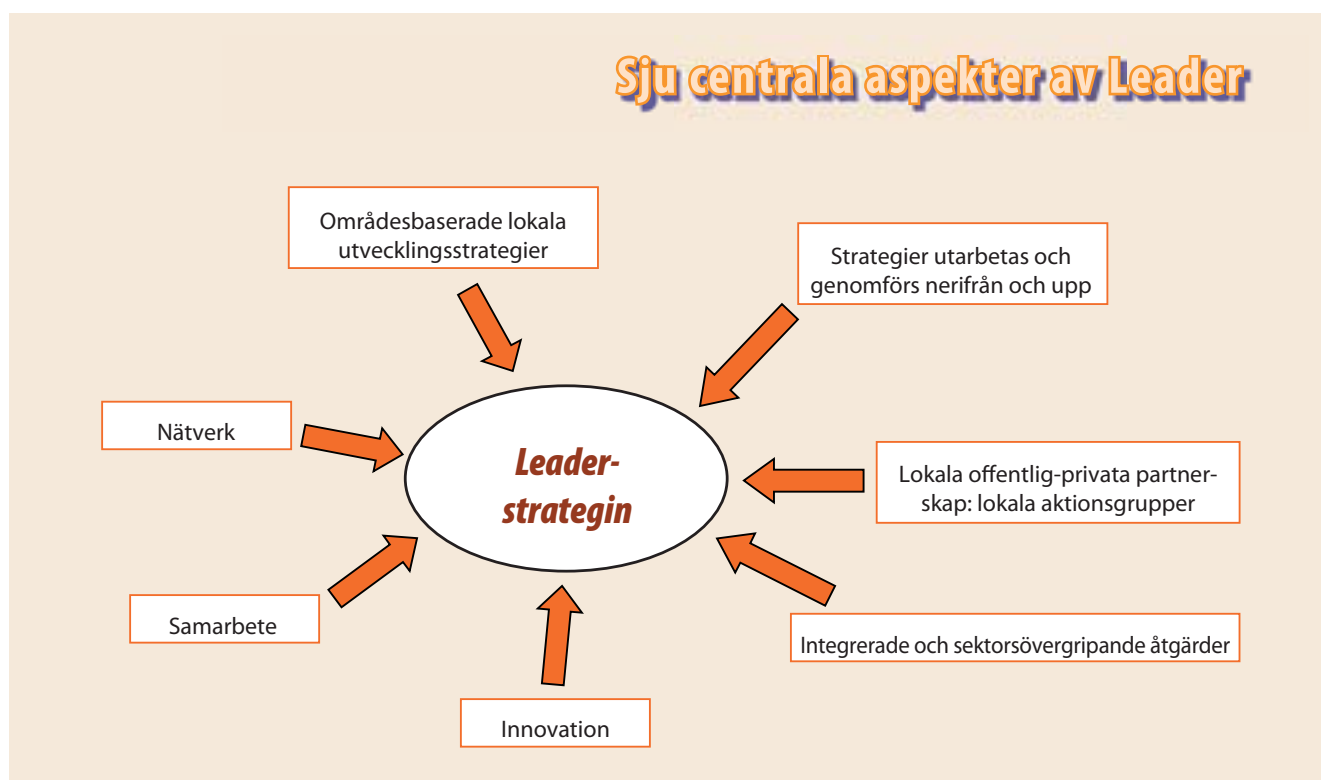 Sju centrala aspekter av Leader
Områdesbaserade lokala
utvecklingsstrategier
Strategier utarbetas och
genomförs nerifrån och upp
Nätverk
Leader-
strategin
Lokala offentlig-privata partner-
skap: lokala aktionsgrupper
Samarbete
Integrerade och sektorsövergripande åtgärder
Innovation